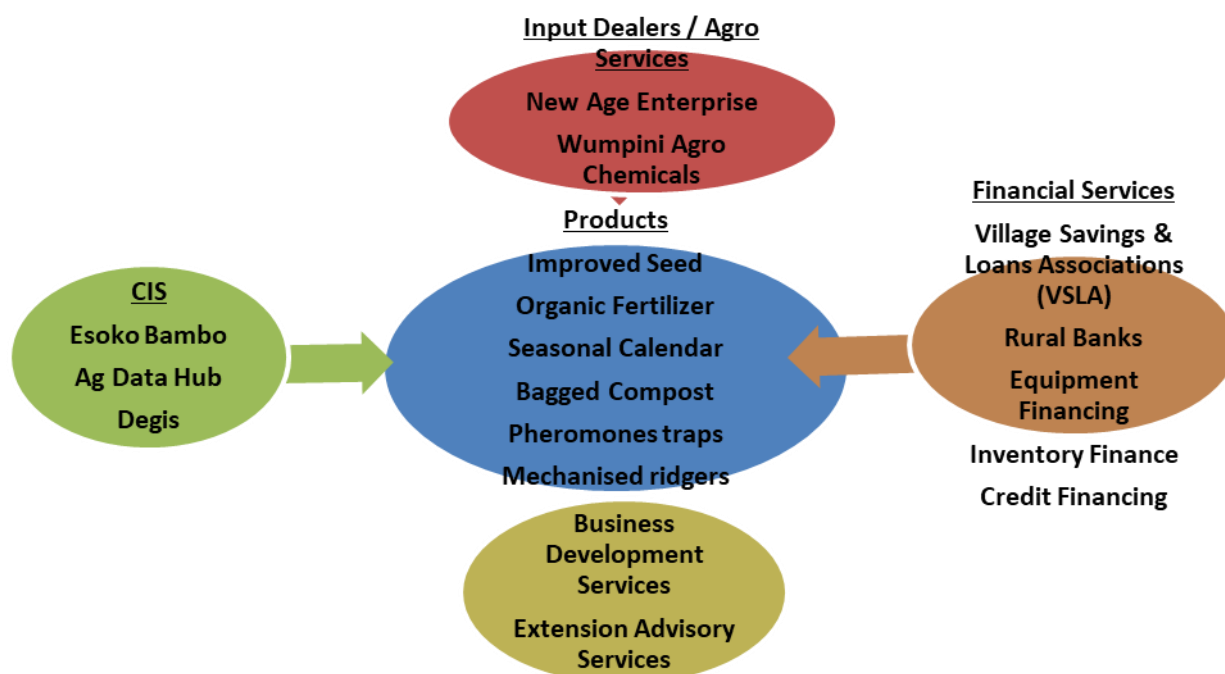 Input Dealers / Agro
Services
New Age Enterprise
Wumpini Agro
Chemicals
Products
Improved Seed
Organic Fertilizer
Seasonal Calendar
Bagged Compost
Pheromones traps
Mechanised ridgers
CIS
Esoko Bambo
Ag Data Hub
Degis
Financial Services
Village Savings &
Loans Associations
(VSLA)
Rural Banks
Equipment
Financing
Inventory Finance
Credit Financing
Business
Development
Services
Extension Advisory
Services